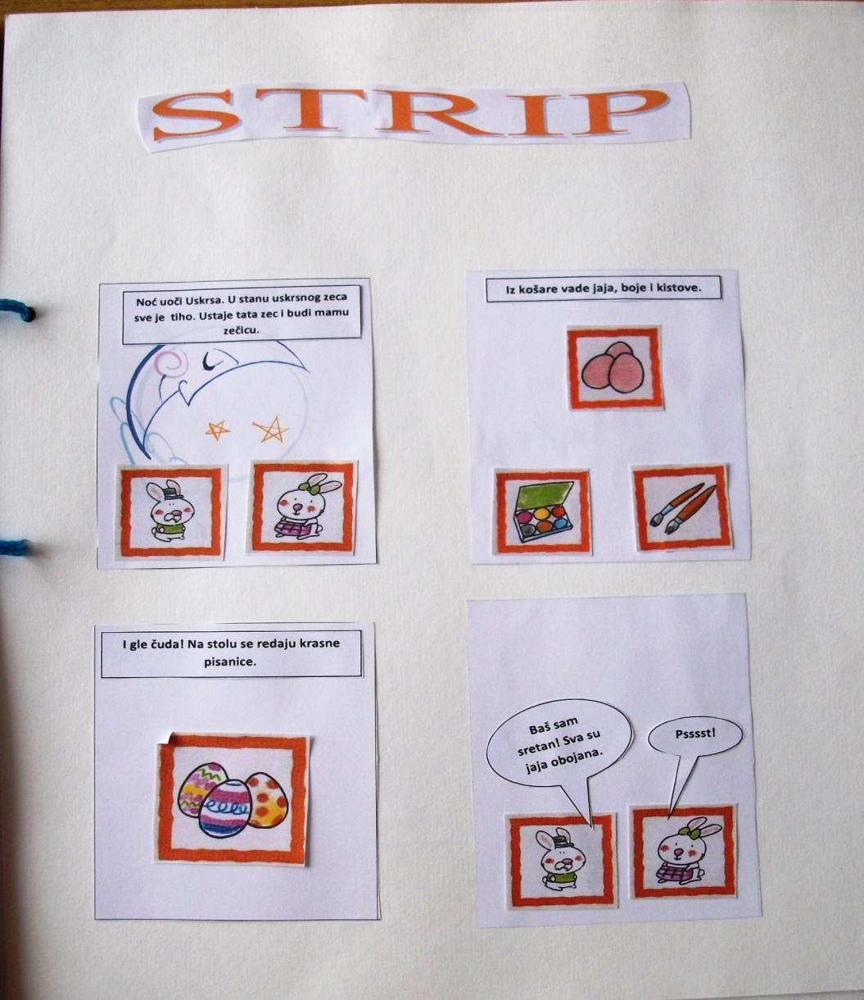 STRIP
Noć uoči Uskrsa. U stanu uskrsnog zeca
sve je tiho. Ustaje tata zec i budi mamu
zečicu.
Iz košare vade jaja, boje i kistove.
I gle čuda! Na stolu se redaju krasne
pisanice.
Baš sam
sretan! Sva su
jaja obojana.
Psssst!